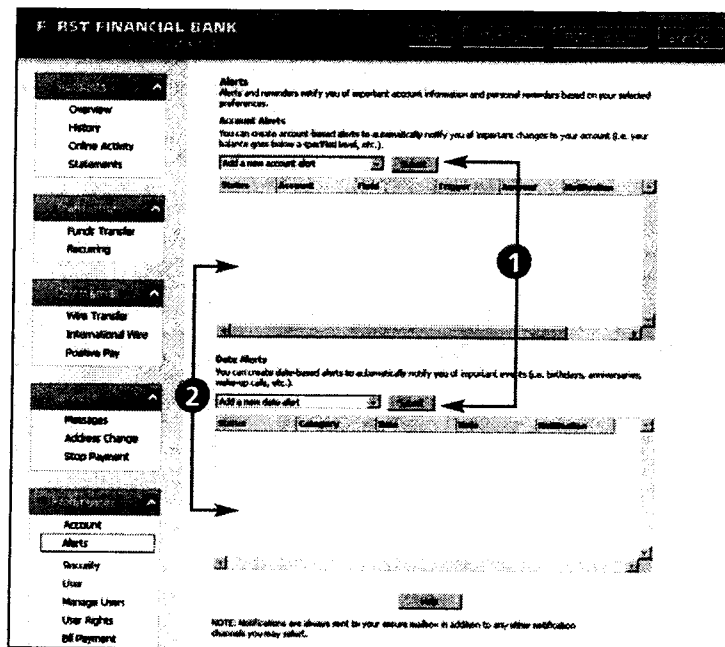 F RST FINANCIAL BANK
Overview
History
Online Activity
Statements
Funds Transfer
Recurring
Wire Transfer
International Wire
Positive Pay
Messages
Address Change
Stop Payment
Account
Alerts
Security
User
Manage Users
User Rights
Bill Payment
Alerts
Alerts and reminders notify you of important account information and personal reminders based on your selected
preferences.
Account Alerts
You can create account-based alerts to automatically notify you of important changes to your account (i.e. your
balance goes below a specified level, etc.).
Add a new account alert Submit
Status Account Field Trigger Amount Notification
1
2
Date Alerts
You can create date-based alerts to automatically notify you of important events (i.e. birthdays, anniversaries,
wake-up calls, etc.).
Add a new date alert Submit
Status Category Date Note Notification
Help
NOTE: Notifications are always sent to your secure mailbox in addition to any other notification
channels you may select.